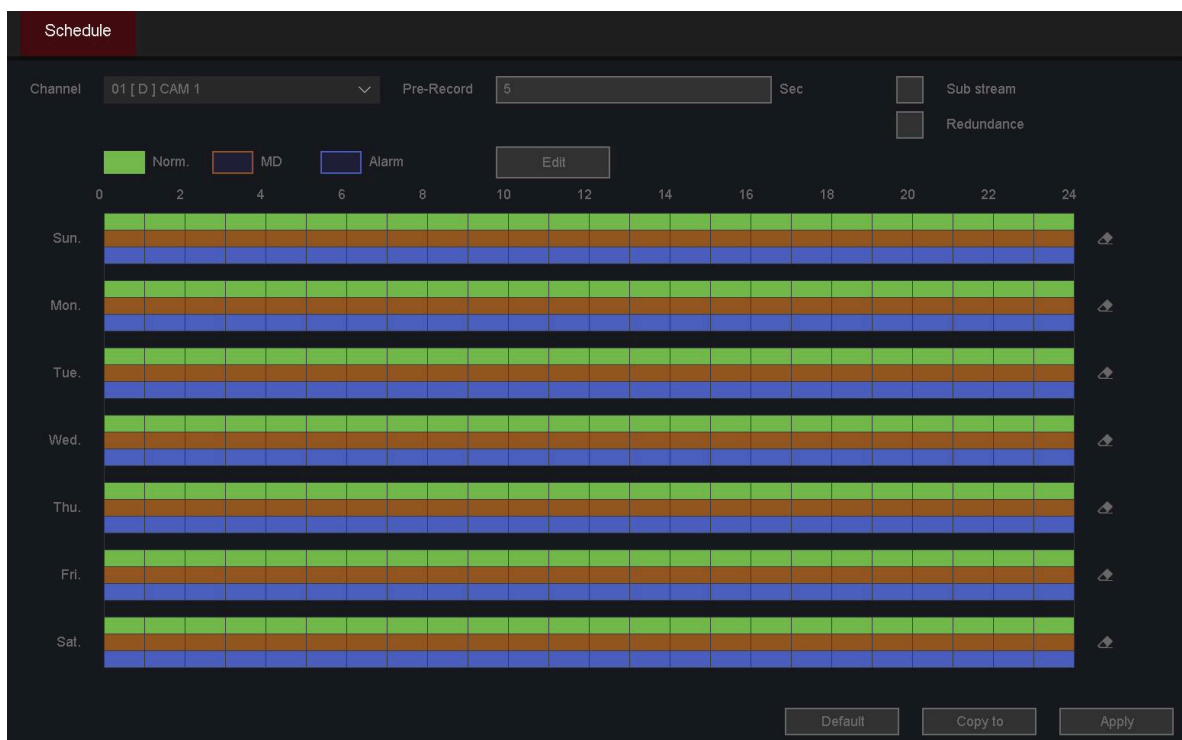 Schedule
Channel 01 [ D ] CAM 1 Pre-Record 5 Sec Sub stream
Redundance
Norm. MD Alarm Edit
0 2 4 6 8 10 12 14 16 18 20 22 24
Sun.
Mon.
Tue.
Wed.
Thu.
Fri.
Sat.
Default Copy to Apply